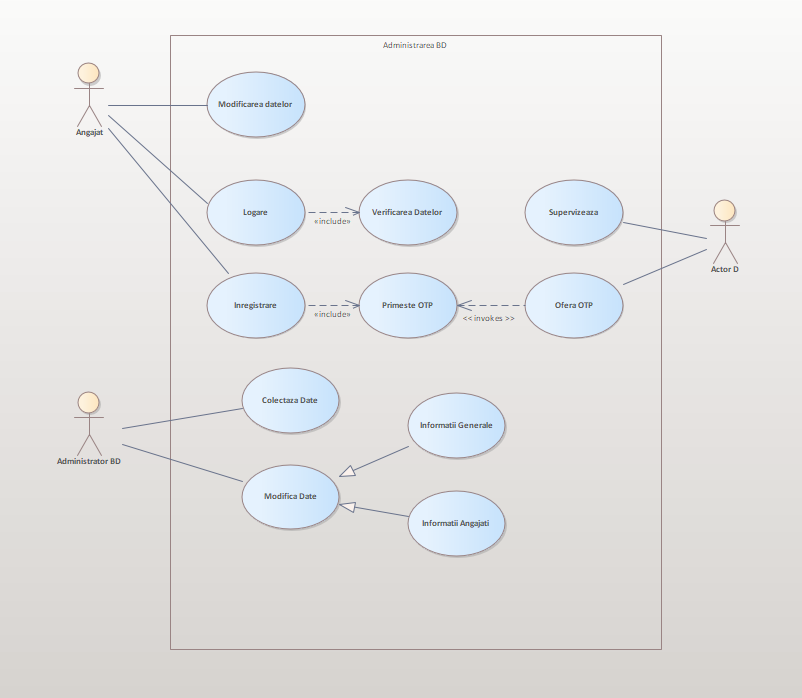 Administrarea BD
Modificarea datelor
Angajat
Logare
«include»
Verificarea Datelor
Supervizeaza
Actor D
Inregistrare
«include»
Primeste OTP
<< invokes >>
Ofera OTP
Colectaza Date
Administrator BD
Informatii Generale
Modifica Date
Informatii Angajati